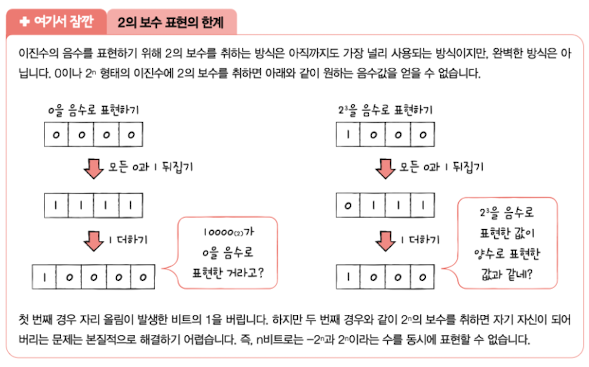 + 여기서 잠깐 2의 보수 표현의 한계
이진수의 음수를 표현하기 위해 2의 보수를 취하는 방식은 아직까지도 가장 널리 사용되는 방식이지만, 완벽한 방식은 아
닙니다. 0이나 2ⁿ 형태의 이진수에 2의 보수를 취하면 아래와 같이 원하는 음수값을 얻을 수 없습니다.
0을 음수로 표현하기
0 0 0 0
모든 0과 1 뒤집기
1 1 1 1
1 더하기
1 0 0 0 0
10000₍₂₎가
0을 음수로
표현한 거라고?
2³을 음수로 표현하기
1 0 0 0
모든 0과 1 뒤집기
0 1 1 1
1 더하기
1 0 0 0
2³을 음수로
표현한 값이
양수로 표현한
값과 같네?
첫 번째 경우 자리 올림이 발생한 비트의 1을 버립니다. 하지만 두 번째 경우와 같이 2ⁿ의 보수를 취하면 자기 자신이 되어
버리는 문제는 본질적으로 해결하기 어렵습니다. 즉, n비트로는 -2ⁿ과 2ⁿ이라는 수를 동시에 표현할 수 없습니다.